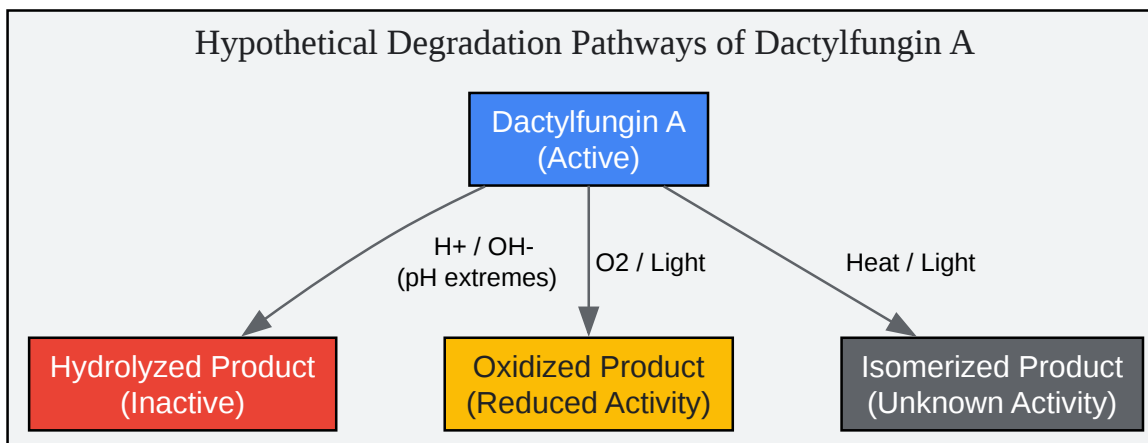 Hypothetical Degradation Pathways of Dactylfungin A
Dactylfungin A
(Active)
H+ / OH-
(pH extremes)
O2 / Light
Heat / Light
Hydrolyzed Product
(Inactive)
Oxidized Product
(Reduced Activity)
Isomerized Product
(Unknown Activity)